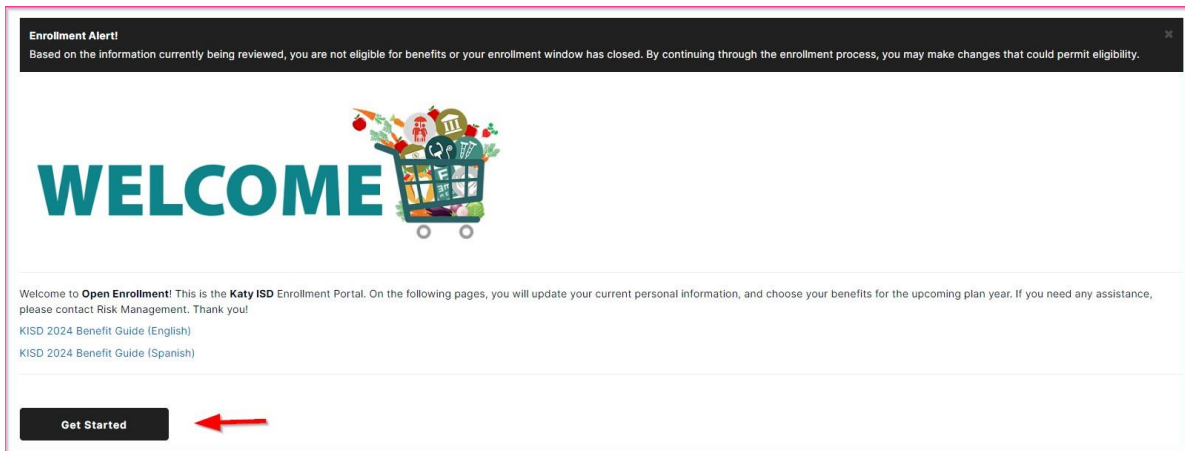 Enrollment Alert!
Based on the information currently being reviewed, you are not eligible for benefits or your enrollment window has closed. By continuing through the enrollment process, you may make changes that could permit eligibility.
WELCOME
Welcome to Open Enrollment! This is the Katy ISD Enrollment Portal. On the following pages, you will update your current personal information, and choose your benefits for the upcoming plan year. If you need any assistance,
please contact Risk Management. Thank you!
KISD 2024 Benefit Guide (English)
KISD 2024 Benefit Guide (Spanish)
Get Started